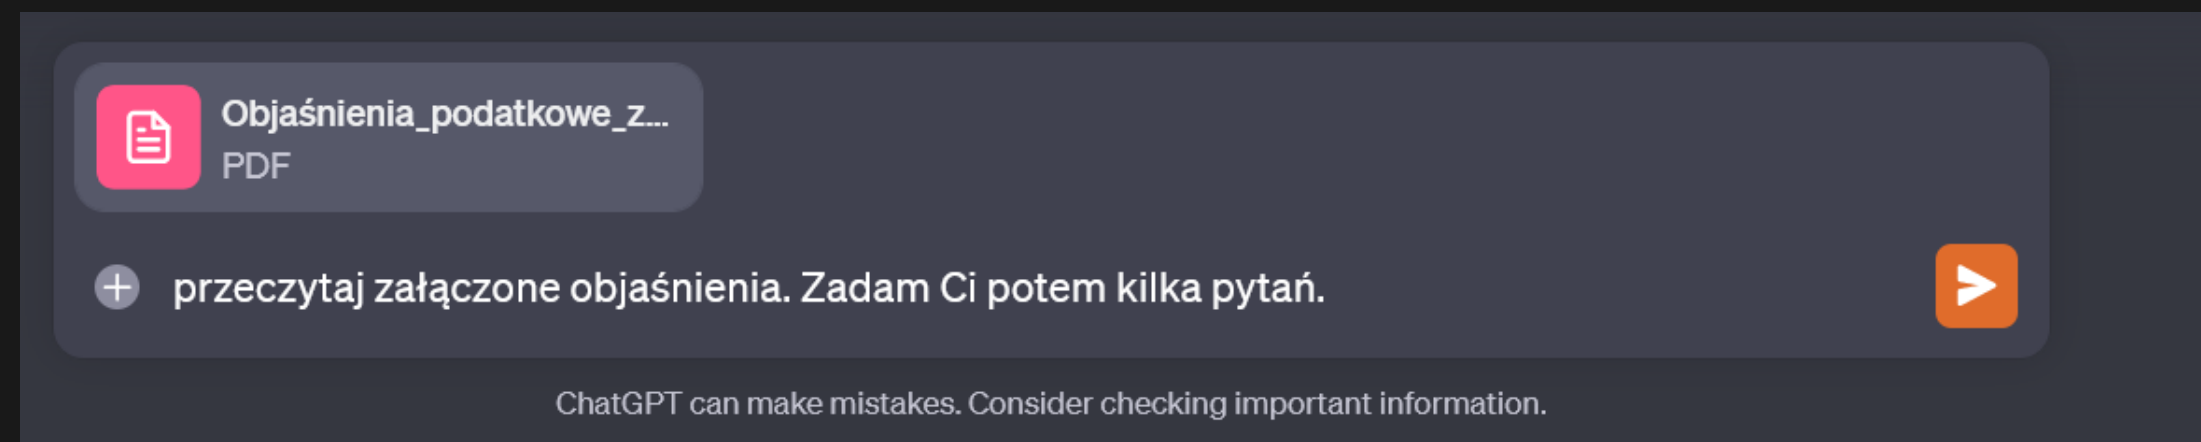 Objaśnienia_podatkowe_z...
PDF
przeczytaj załączone objaśnienia. Zadam Ci potem kilka pytań.
ChatGPT can make mistakes. Consider checking important information.